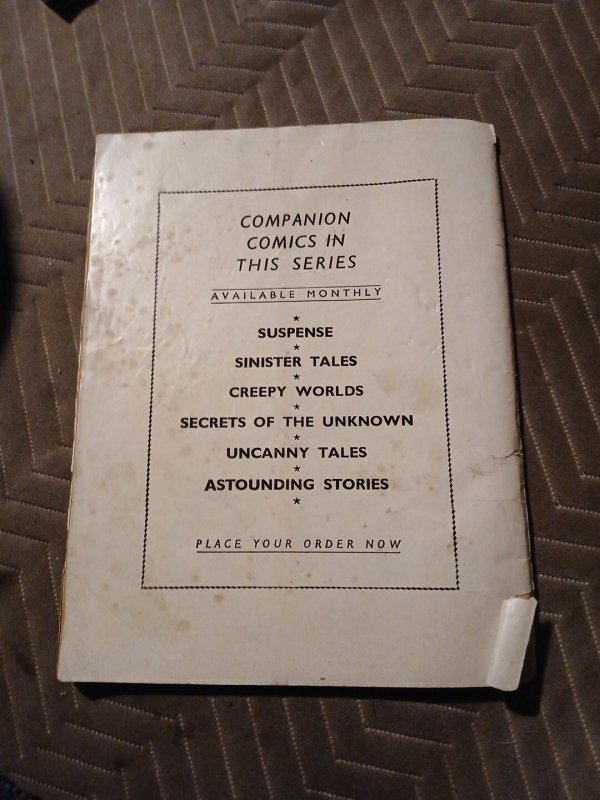 COMPANION
COMICS IN
THIS SERIES
AVAILABLE MONTHLY
SUSPENSE
SINISTER TALES
CREEPY WORLDS
SECRETS OF THE UNKNOWN
UNCANNY TALES
ASTOUNDING STORIES
PLACE YOUR ORDER NOW